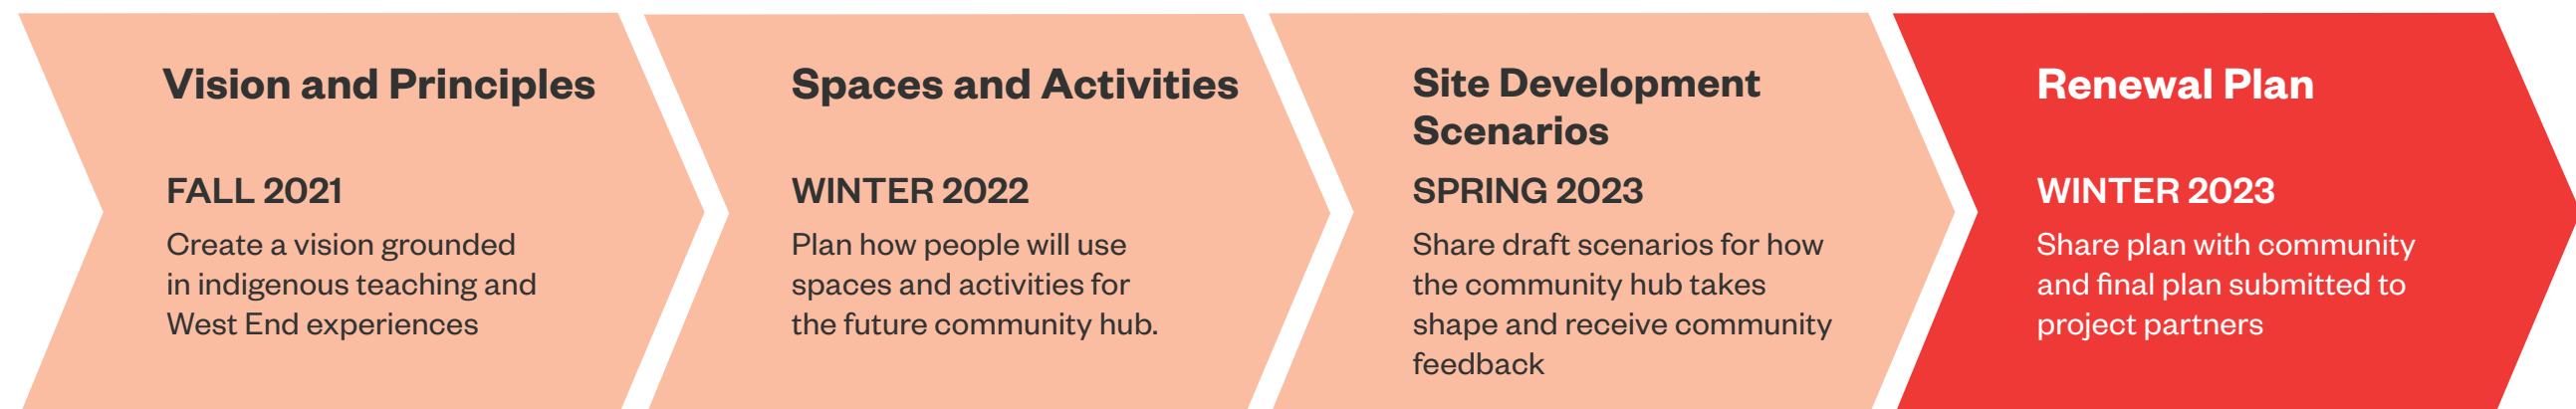 Vision and Principles
FALL 2021
Create a vision grounded
in indigenous teaching and
West End experiences
Spaces and Activities
WINTER 2022
Plan how people will use
spaces and activities for
the future community hub.
Site Development
Scenarios
SPRING 2023
Share draft scenarios for how
the community hub takes
shape and receive community
feedback
Renewal Plan
WINTER 2023
Share plan with community
and final plan submitted to
project partners